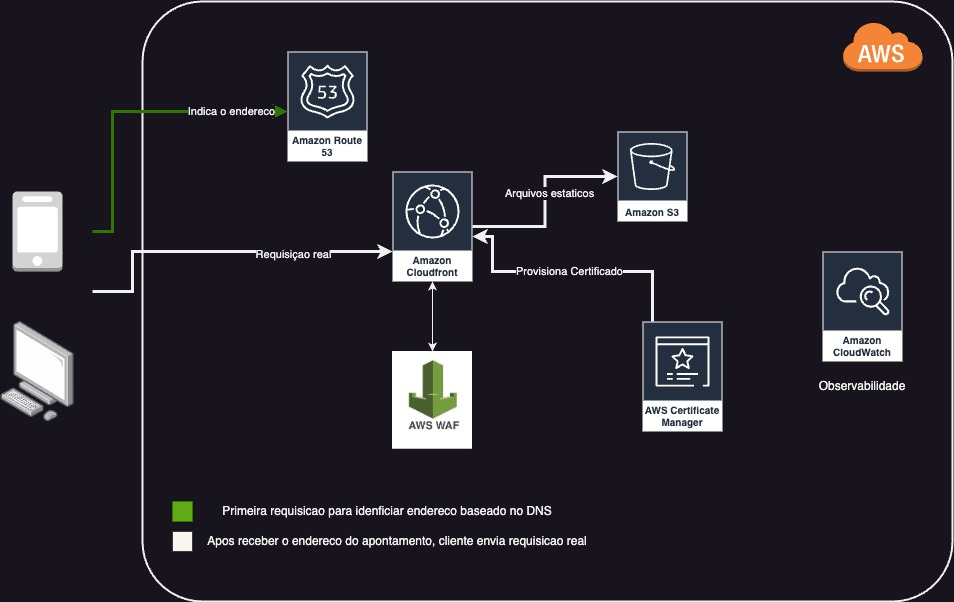 AWS
53
Indica o endereco
Amazon Route
53
Arquivos estaticos
Amazon S3
Requisiçao real
Amazon
Cloudfront
Provisiona Certificado
Amazon
CloudWatch
Observabilidade
AWS WAF
AWS Certificate
Manager
Primeira requisicao para idenficiar endereco baseado no DNS
Apos receber o endereco do apontamento, cliente envia requisicao real